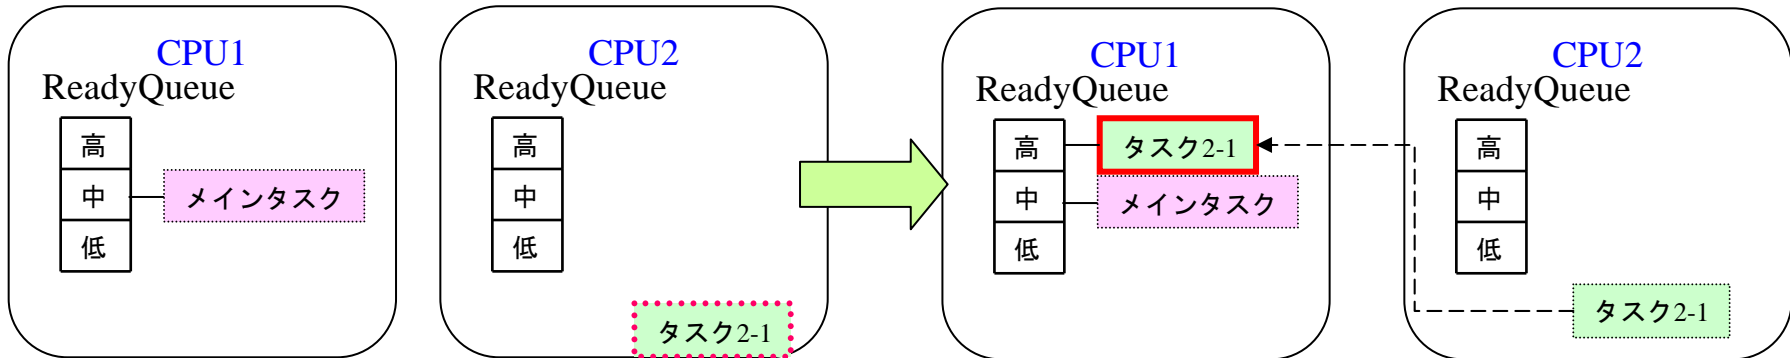 CPU1
ReadyQueue
高
中
低
メインタスク
CPU2
ReadyQueue
高
中
低
タスク2-1
CPU1
ReadyQueue
高
中
低
タスク2-1
メインタスク
CPU2
ReadyQueue
高
中
低
タスク2-1